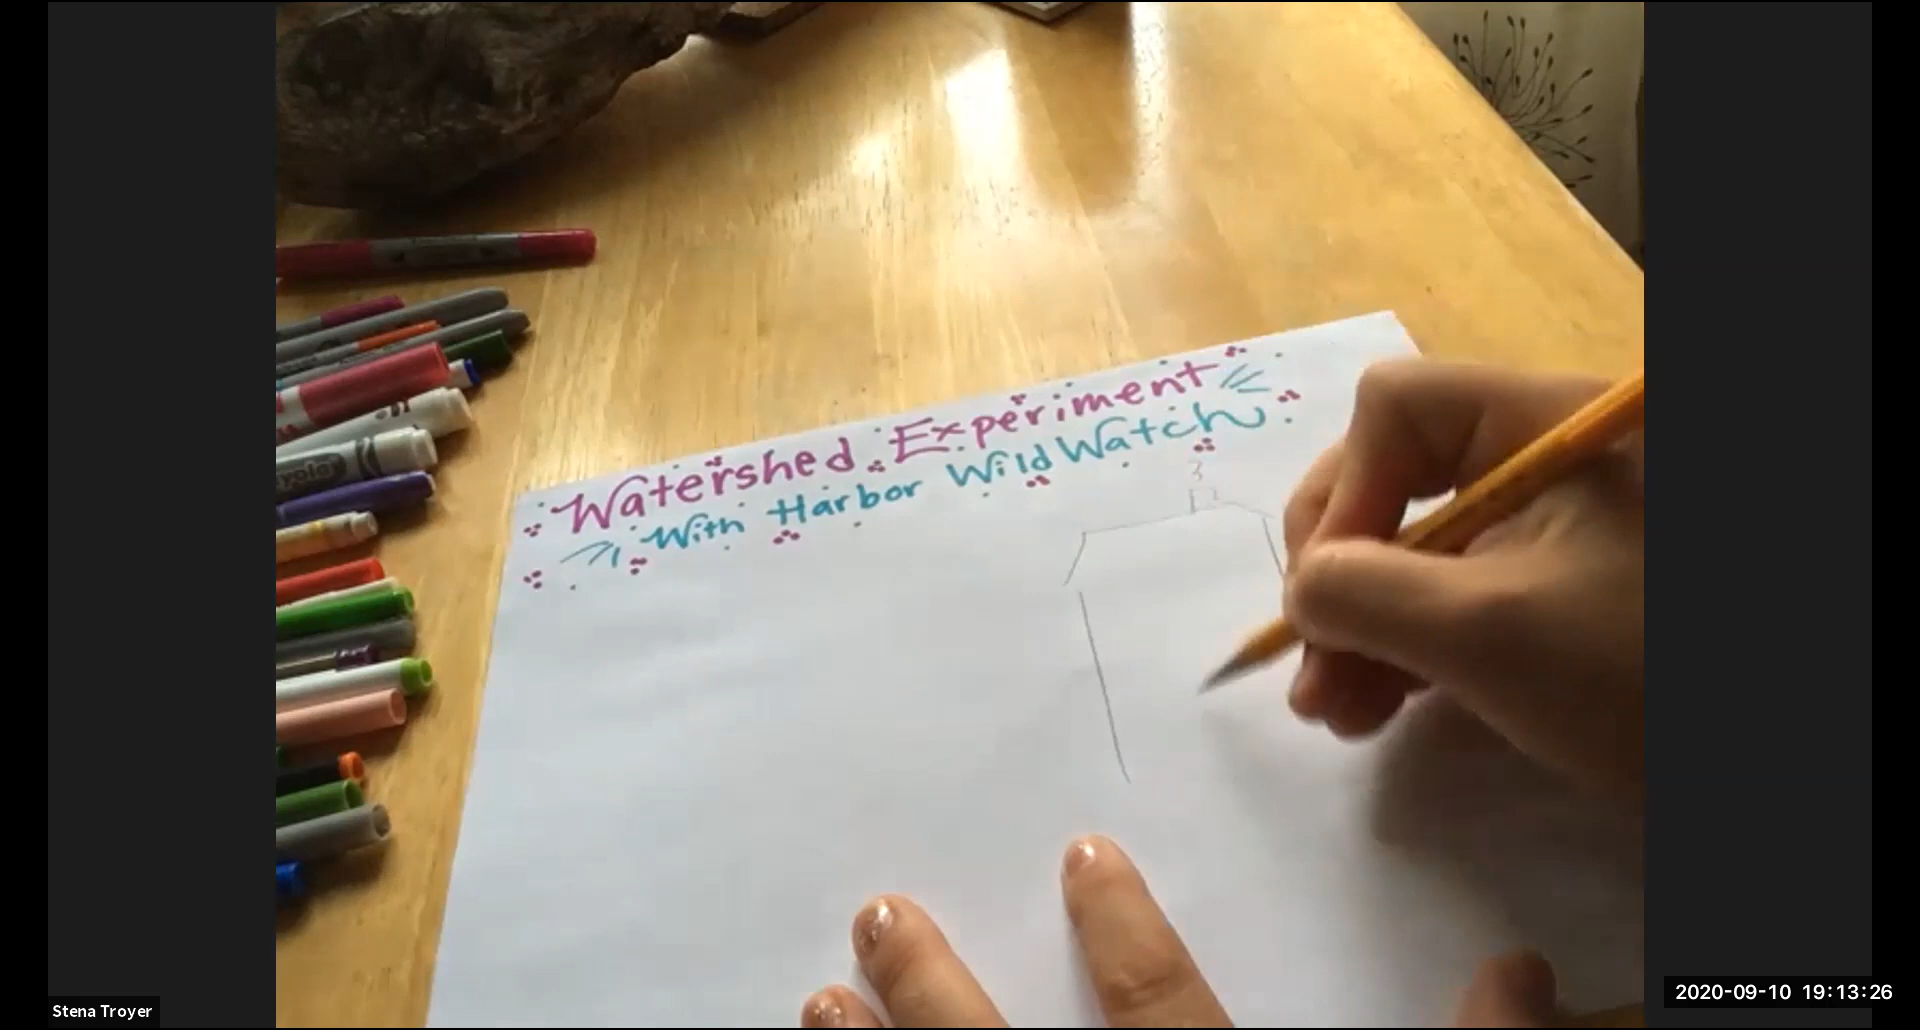 Watershed Experiment
With Harbor WildWatch
Stena Troyer
2020-09-10 19:13:26